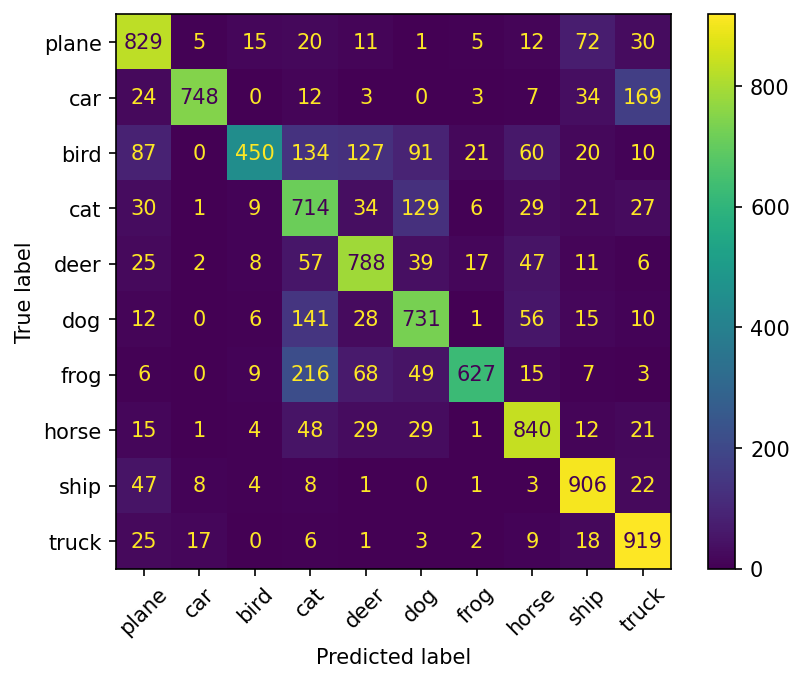 plane 829 5 15 20 11 1 5 12 72 30
car 24 748 0 12 3 0 3 7 34 169
bird 87 0 450 134 127 91 21 60 20 10
cat 30 1 9 714 34 129 6 29 21 27
deer 25 2 8 57 788 39 17 47 11 6
dog 12 0 6 141 28 731 1 56 15 10
frog 6 0 9 216 68 49 627 15 7 3
horse 15 1 4 48 29 29 1 840 12 21
ship 47 8 4 8 1 0 1 3 906 22
truck 25 17 0 6 1 3 2 9 18 919
plane car bird cat deer dog frog horse ship truck
Predicted label
True label
800
600
400
200
0